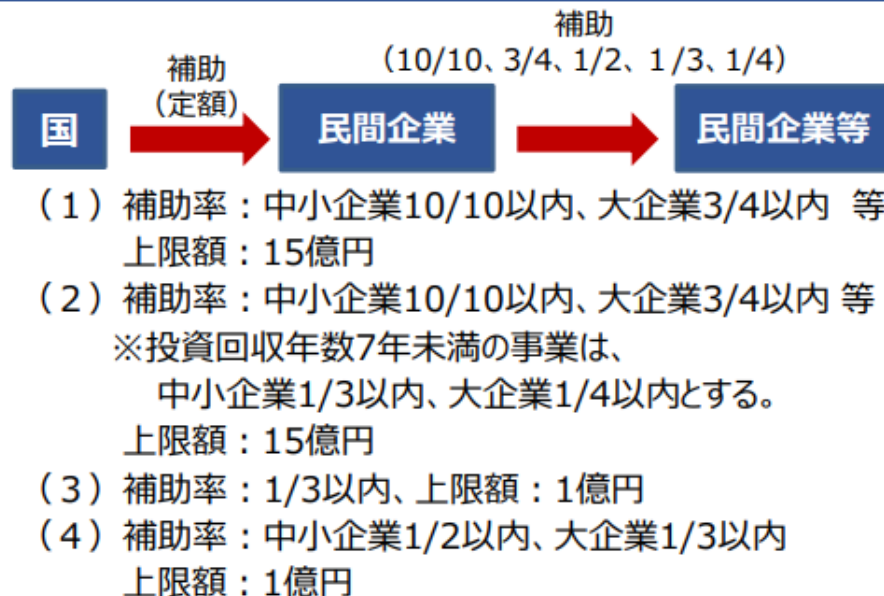 補助
(10/10、3/4、1/2、1/3、1/4)
補助
(定額)
国
民間企業
民間企業等
(1)補助率:中小企業10/10以内、大企業3/4以内 等
上限額:15億円
(2)補助率:中小企業10/10以内、大企業3/4以内 等
※投資回収年数7年未満の事業は、
中小企業1/3以内、大企業1/4以内とする。
上限額:15億円
(3)補助率:1/3以内、上限額:1億円
(4)補助率:中小企業1/2以内、大企業1/3以内
上限額:1億円